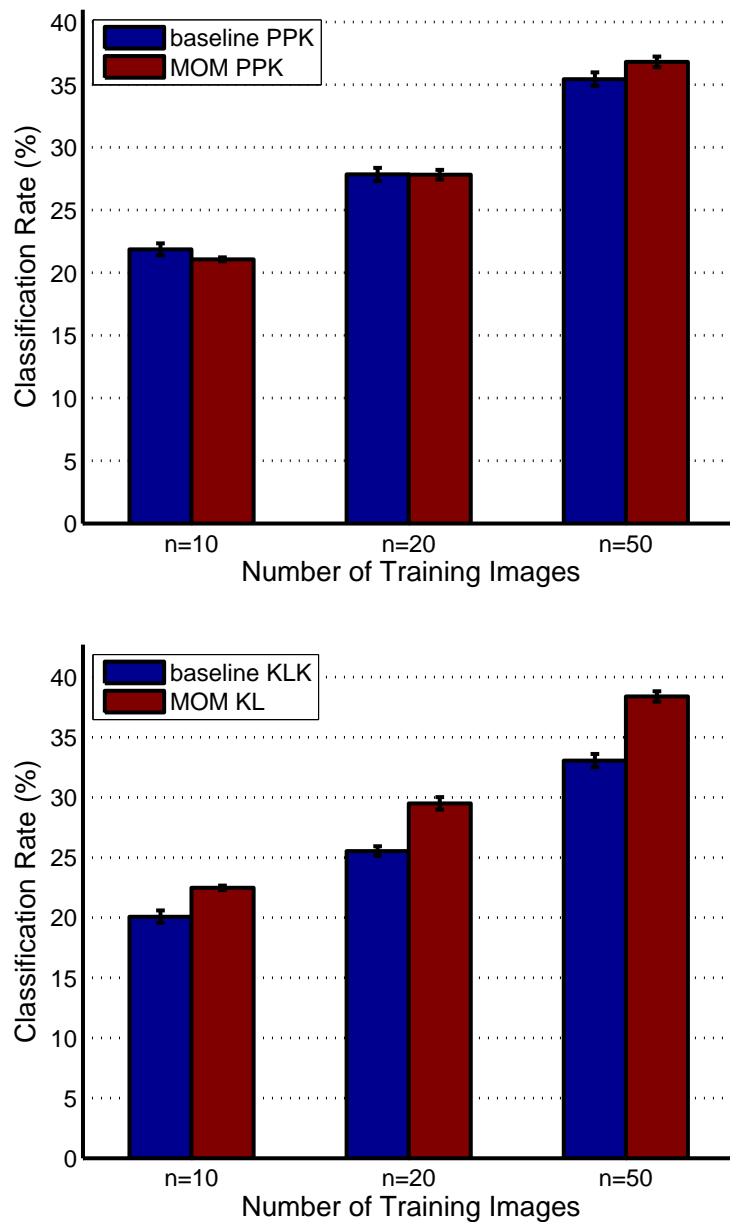 40
35
30
25
20
15
10
5
0
Classification Rate (%)
baseline PPK
MOM PPK
n=10 n=20 n=50
Number of Training Images
40
35
30
25
20
15
10
5
0
Classification Rate (%)
baseline KLK
MOM KL
n=10 n=20 n=50
Number of Training Images